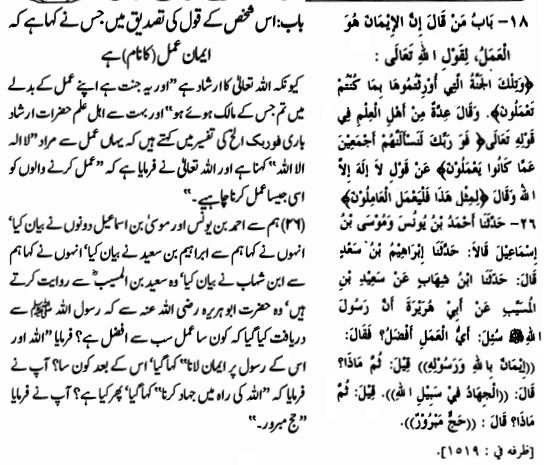 ١٨- بَابُ مَنْ قَالَ إِنَّ الإِيْمَانَ هُوَ
الْعَمَلُ، لِقَولِ اللهِ تَعَالَى :
﴿وَتِلْكَ الْجَنَّةُ الَّتِي أُورِثْتُمُوهَا بِمَا كُنْتُمْ
تَعْمَلُونَ﴾. وَقَالَ عِدَّةٌ مِنْ أَهْلِ الْعِلْمِ فِي
قَوْلِهِ تَعَالَى ﴿فَوَ رَبِّكَ لَنَسْأَلَنَّهُمْ أَجْمَعِيْنَ
عَمَّا كَانُوا يَعْمَلُوْنَ﴾ عَنْ قَوْلِ لاَ إِلَهَ إِلاَّ
اللهُ وَقَالَ ﴿لِمِثْلِ هَذَا فَلْيَعْمَلِ الْعَامِلُوْنَ﴾
٢٦- حَدَّثَنَا أَحْمَدُ بْنُ يُونُسَ وَمُوْسَى بْنُ
إِسْمَاعِيْلَ قَالاَ: حَدَّثَنَا إِبْرَاهِيْمُ بْنُ سَعْدٍ
قَالَ: حَدَّثَنَا ابْنُ شِهَابٍ عَنْ سَعِيْدِ بْنِ
الْمُسَيَّبِ عَنْ أَبِي هُرَيْرَةَ أَنَّ رَسُولَ
اللهِ ﷺ سُئِلَ: أَيُّ الْعَمَلِ أَفْضَلُ؟ فَقَالَ:
((إِيْمَانٌ بِاللهِ وَرَسُوْلِهِ)) قِيْلَ: ثُمَّ مَاذَا؟
قَالَ: ((الْجِهَادُ فِيْ سَبِيْلِ اللهِ)). قِيْلَ: ثُمَّ
مَاذَا؟ قَالَ : ((حَجٌّ مَبْرُوْرٌ)).
[طرفه في : ١٥١٩].
باب: اس شخص کے قول کی تصدیق میں جس نے کہا ہے کہ
ایمان عمل (کا نام) ہے
کیونکہ اللہ تعالیٰ کا ارشاد ہے "اور یہ جنت ہے اپنے عمل کے بدلے
میں تم جس کے مالک ہوئے ہو" اور بہت سے اہل علم حضرات ارشاد
باری فوربک الخ کی تفسیر میں کہتے ہیں کہ یہاں عمل سے مراد "لا الہ
الا اللہ" کہنا ہے اور اللہ تعالیٰ نے فرمایا ہے کہ "عمل کرنے والوں کو
اسی جیسا عمل کرنا چاہیے۔"
(۲۶) ہم سے احمد بن یونس اور موسیٰ بن اسماعیل دونوں نے بیان کیا'
انہوں نے کہا ہم سے ابراہیم بن سعید نے بیان کیا' انہوں نے کہا ہم
سے ابن شہاب نے بیان کیا' وہ سعید بن المسیب رضی سے روایت کرتے
ہیں' وہ حضرت ابوہریرہ رضی اللہ عنہ سے کہ رسول اللہ ﷺ سے
دریافت کیا گیا کہ کون سا عمل سب سے افضل ہے؟ فرمایا "اللہ اور
اس کے رسول پر ایمان لانا" کہا گیا' اس کے بعد کون سا؟ آپ نے
فرمایا کہ "اللہ کی راہ میں جہاد کرنا" کہا گیا' پھر کیا ہے؟ آپ نے فرمایا
"حج مبرور۔"